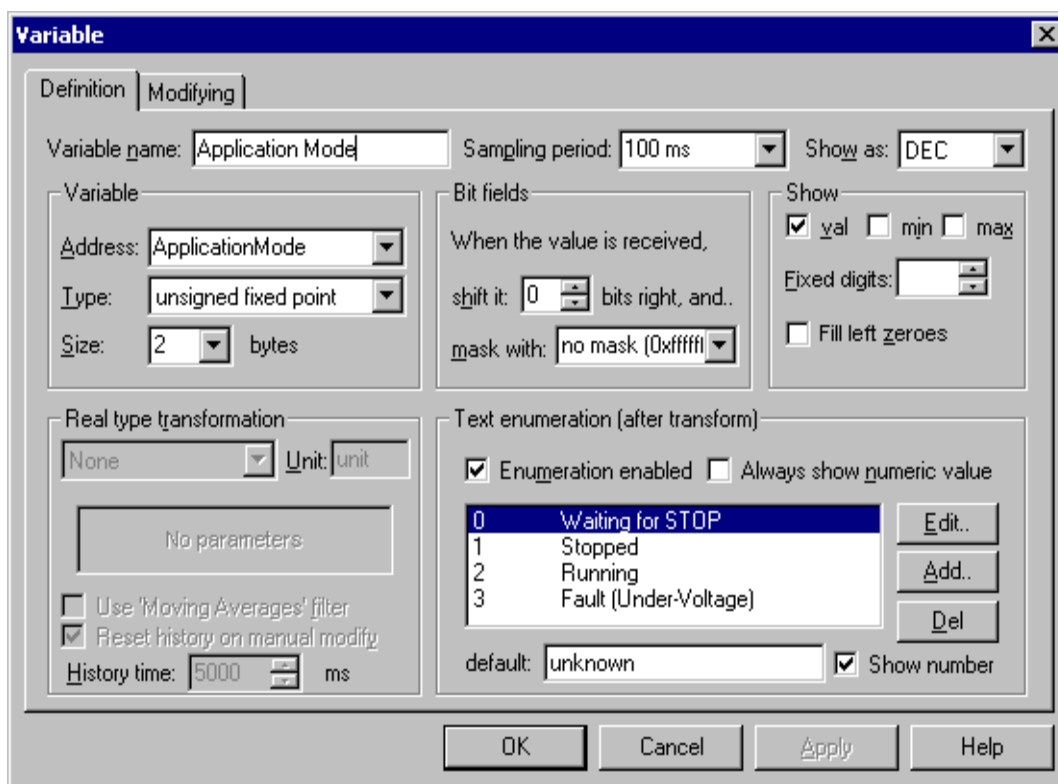 Variable
Definition Modifying
Variable name: Application Mode Sampling period: 100 ms Show as: DEC
Variable Bit fields Show
val min max
Address: ApplicationMode When the value is received,
Fixed digits:
Type: unsigned fixed point shift it: 0 bits right, and..
Size: 2 bytes mask with: no mask (0xfffff Fill left zeroes
Real type transformation Text enumeration (after transform)
None Unit: unit Enumeration enabled Always show numeric value
No parameters
0 Waiting for STOP Edit..
1 Stopped
2 Running Add..
3 Fault (Under-Voltage)
Use 'Moving Averages' filter Del
Reset history on manual modify
History time: 5000 ms default: unknown Show number
OK Cancel Apply Help